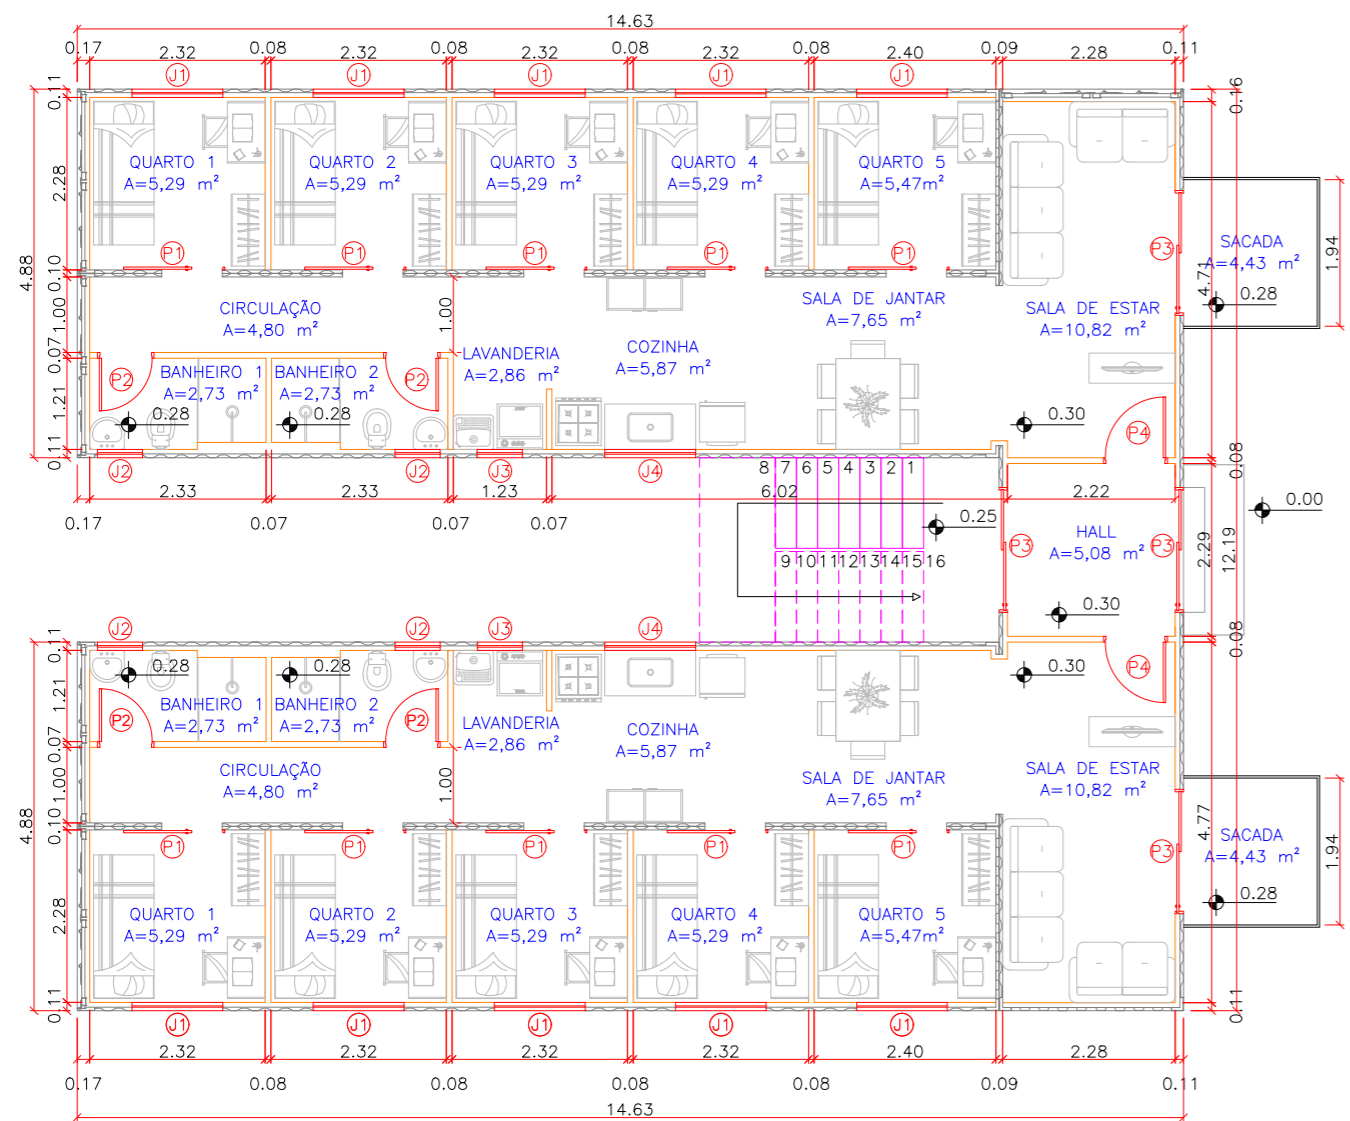 14.63
0.17 2.32 0.08 2.32 0.08 2.32 0.08 2.32 0.08 2.40 0.09 2.28 0.11
J1 J1 J1 J1 J1
0.11
0.16
QUARTO 1
A=5,29 m²
QUARTO 2
A=5,29 m²
QUARTO 3
A=5,29 m²
QUARTO 4
A=5,29 m²
QUARTO 5
A=5,47m²
2.28
P1 P1 P1 P1 P1
P3
SACADA
A=4,43 m²
0.28
1.94
4.71
4.88
0.10
1.00
0.07
1.21
0.11
CIRCULAÇÃO
A=4,80 m²
1.00
SALA DE JANTAR
A=7,65 m²
SALA DE ESTAR
A=10,82 m²
LAVANDERIA
A=2,86 m²
COZINHA
A=5,87 m²
P2
BANHEIRO 1
A=2,73 m²
BANHEIRO 2
A=2,73 m²
P2
0.28
0.28
0.30
P4
J2 J2 J3 J4
8 7 6 5 4 3 2 1
0.08
2.33 2.33 1.23 6.02 2.22
0.17 0.07 0.07 0.07
0.25
0.00
HALL
A=5,08 m²
P3 P3
2.29
12.19
9 10 11 12 13 14 15 16
0.30
0.08
J2 J2 J3 J4
0.11
1.21
0.07
1.00
0.10
4.88
0.28
0.28
0.30
P4
P2
BANHEIRO 1
A=2,73 m²
BANHEIRO 2
A=2,73 m²
P2
LAVANDERIA
A=2,86 m²
COZINHA
A=5,87 m²
CIRCULAÇÃO
A=4,80 m²
1.00
SALA DE JANTAR
A=7,65 m²
SALA DE ESTAR
A=10,82 m²
P1 P1 P1 P1 P1
P3
4.77
SACADA
A=4,43 m²
0.28
1.94
2.28
QUARTO 1
A=5,29 m²
QUARTO 2
A=5,29 m²
QUARTO 3
A=5,29 m²
QUARTO 4
A=5,29 m²
QUARTO 5
A=5,47m²
0.11
0.11
J1 J1 J1 J1 J1
2.32 2.32 2.32 2.32 2.40 2.28
0.17 0.08 0.08 0.08 0.08 0.09 0.11
14.63